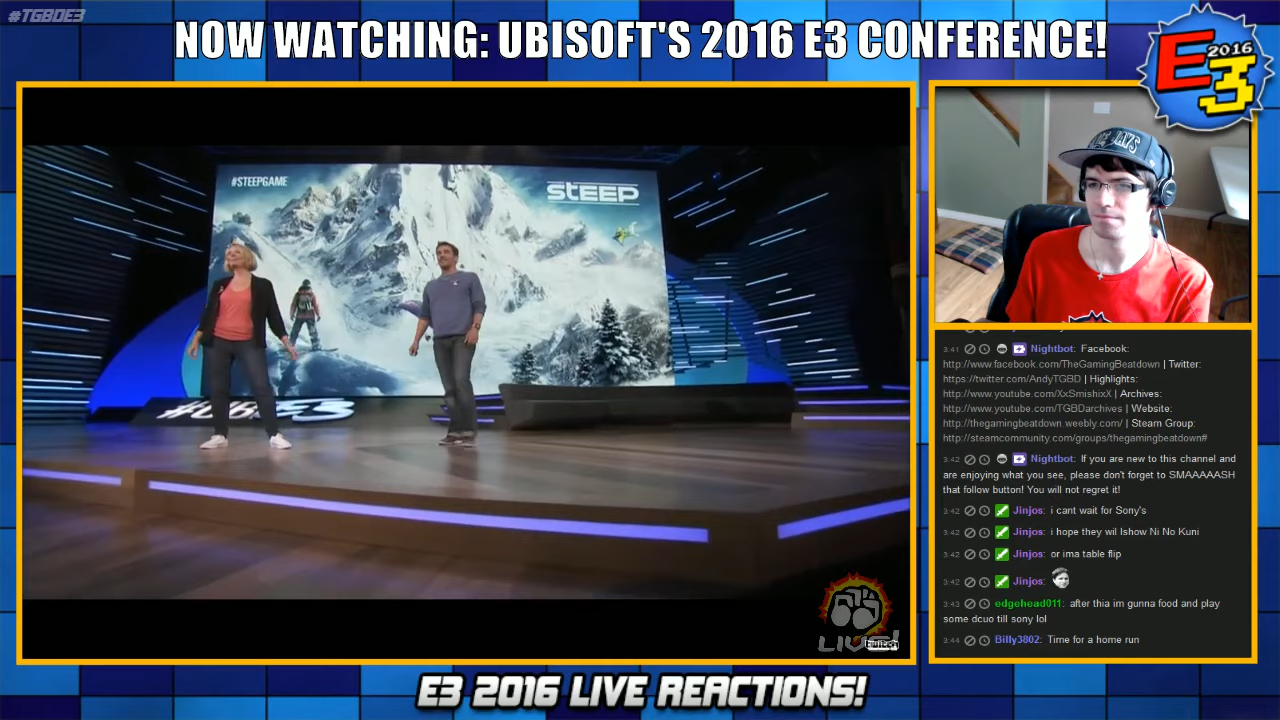 #TGBDE3
NOW WATCHING: UBISOFT'S 2016 E3 CONFERENCE!
E3
2016
#STEEPGAME
STEEP
#UBIE3
LIVE!
twitch
3:41 Nightbot: Facebook:
http://www.facebook.com/TheGamingBeatdown | Twitter:
https://twitter.com/AndyTGBD | Highlights:
http://www.youtube.com/XxSmishixX | Archives:
http://www.youtube.com/TGBDarchives | Website:
http://thegamingbeatdown.weebly.com/ | Steam Group:
http://steamcommunity.com/groups/thegamingbeatdown#
3:42 Nightbot: If you are new to this channel and
are enjoying what you see, please don't forget to SMAAAAASH
that follow button! You will not regret it!
3:42 Jinjos: i cant wait for Sony's
3:42 Jinjos: i hope they wil lshow Ni No Kuni
3:42 Jinjos: or ima table flip
3:42 Jinjos:
3:43 edgehead011: after thia im gunna food and play
some dcuo till sony lol
3:44 Billy3802: Time for a home run
E3 2016 LIVE REACTIONS!